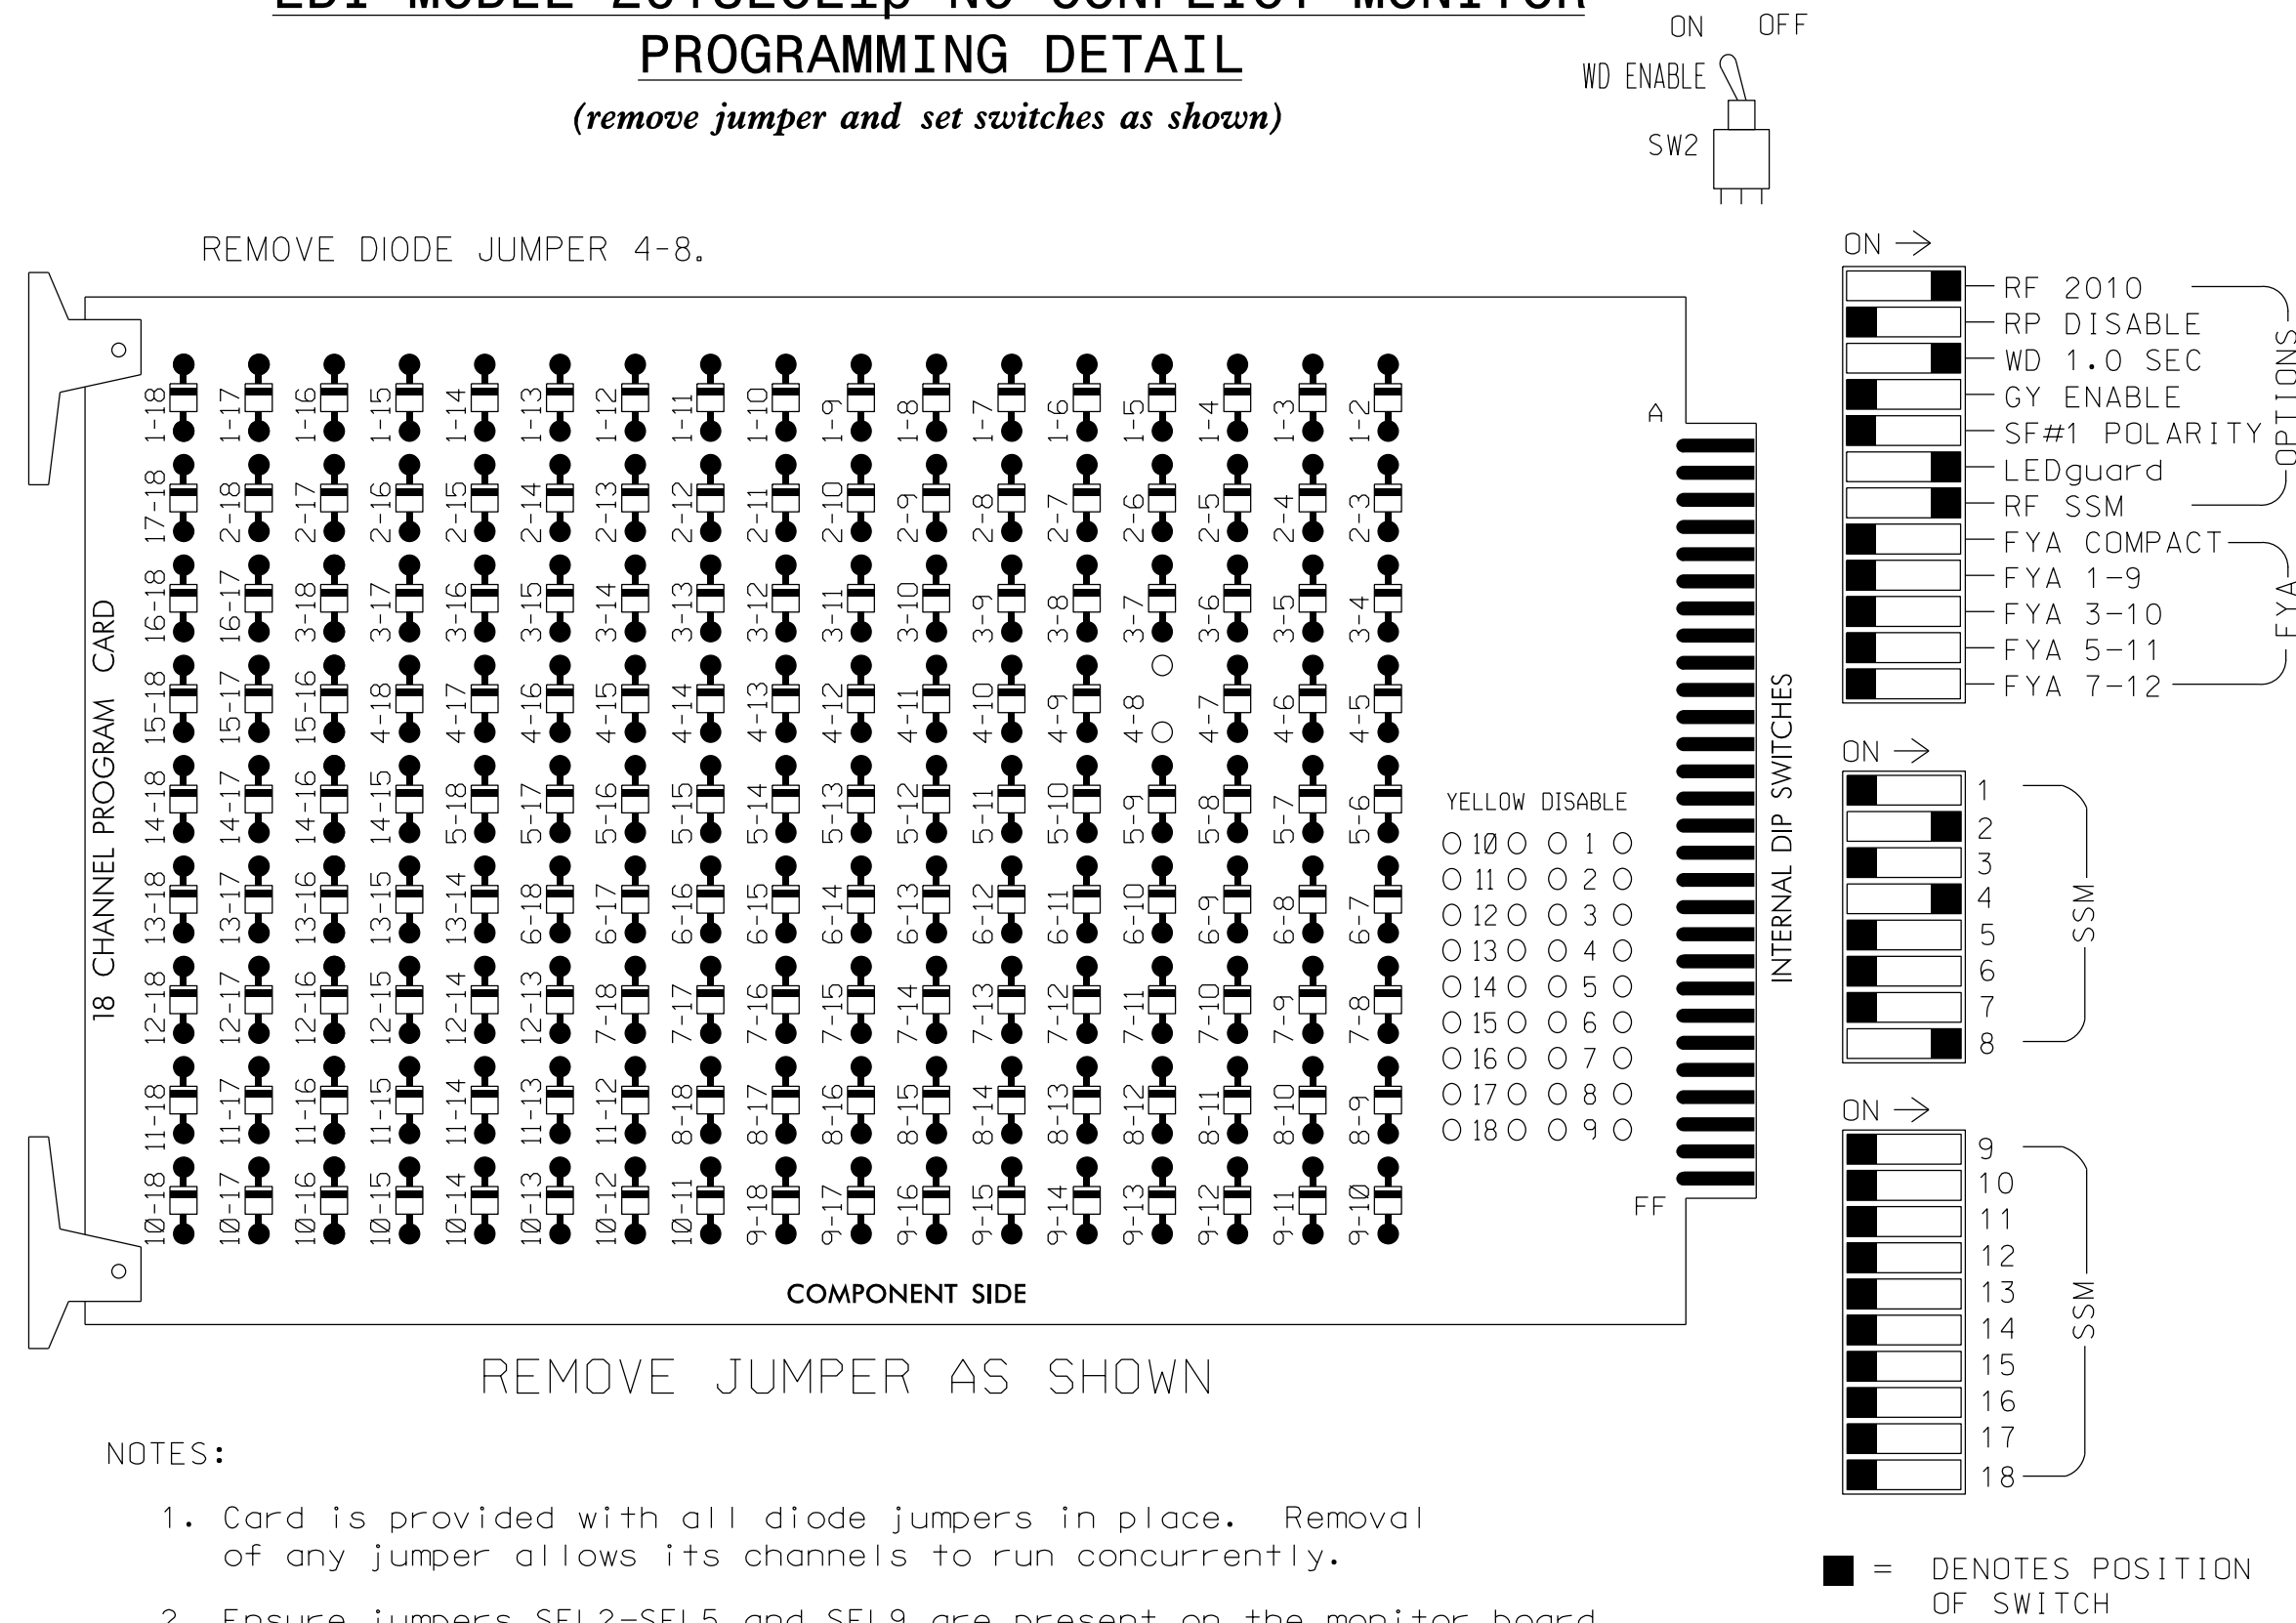 PROGRAMMING DETAIL
(remove jumper and set switches as shown)
ON OFF
WD ENABLE
SW2
REMOVE DIODE JUMPER 4-8.
18 CHANNEL PROGRAM CARD
1-18 1-17 1-16 1-15 1-14 1-13 1-12 1-11 1-10 1-9 1-8 1-7 1-6 1-5 1-4 1-3 1-2
17-18 2-18 2-17 2-16 2-15 2-14 2-13 2-12 2-11 2-10 2-9 2-8 2-7 2-6 2-5 2-4 2-3
16-18 16-17 3-18 3-17 3-16 3-15 3-14 3-13 3-12 3-11 3-10 3-9 3-8 3-7 3-6 3-5 3-4
15-18 15-17 15-16 4-18 4-17 4-16 4-15 4-14 4-13 4-12 4-11 4-10 4-9 4-8 4-7 4-6 4-5
14-18 14-17 14-16 14-15 5-18 5-17 5-16 5-15 5-14 5-13 5-12 5-11 5-10 5-9 5-8 5-7 5-6
13-18 13-17 13-16 13-15 13-14 6-18 6-17 6-16 6-15 6-14 6-13 6-12 6-11 6-10 6-9 6-8 6-7
12-18 12-17 12-16 12-15 12-14 12-13 7-18 7-17 7-16 7-15 7-14 7-13 7-12 7-11 7-10 7-9 7-8
11-18 11-17 11-16 11-15 11-14 11-13 11-12 8-18 8-17 8-16 8-15 8-14 8-13 8-12 8-11 8-10 8-9
10-18 10-17 10-16 10-15 10-14 10-13 10-12 10-11 9-18 9-17 9-16 9-15 9-14 9-13 9-12 9-11 9-10
A
YELLOW DISABLE
10 1
11 2
12 3
13 4
14 5
15 6
16 7
17 8
18 9
FF
COMPONENT SIDE
INTERNAL DIP SWITCHES
ON
RF 2010
RP DISABLE
WD 1.0 SEC
GY ENABLE
SF#1 POLARITY
LEDguard
RF SSM
OPTIONS
FYA COMPACT
FYA 1-9
FYA 3-10
FYA 5-11
FYA 7-12
FYA
ON
1
2
3
4
5
6
7
8
SSM
ON
9
10
11
12
13
14
15
16
17
18
SSM
= DENOTES POSITION
OF SWITCH
REMOVE JUMPER AS SHOWN
NOTES:
1. Card is provided with all diode jumpers in place. Removal
of any jumper allows its channels to run concurrently.
2. Ensure jumpers SEL2-SEL5 and SEL9 are present on the monitor board.